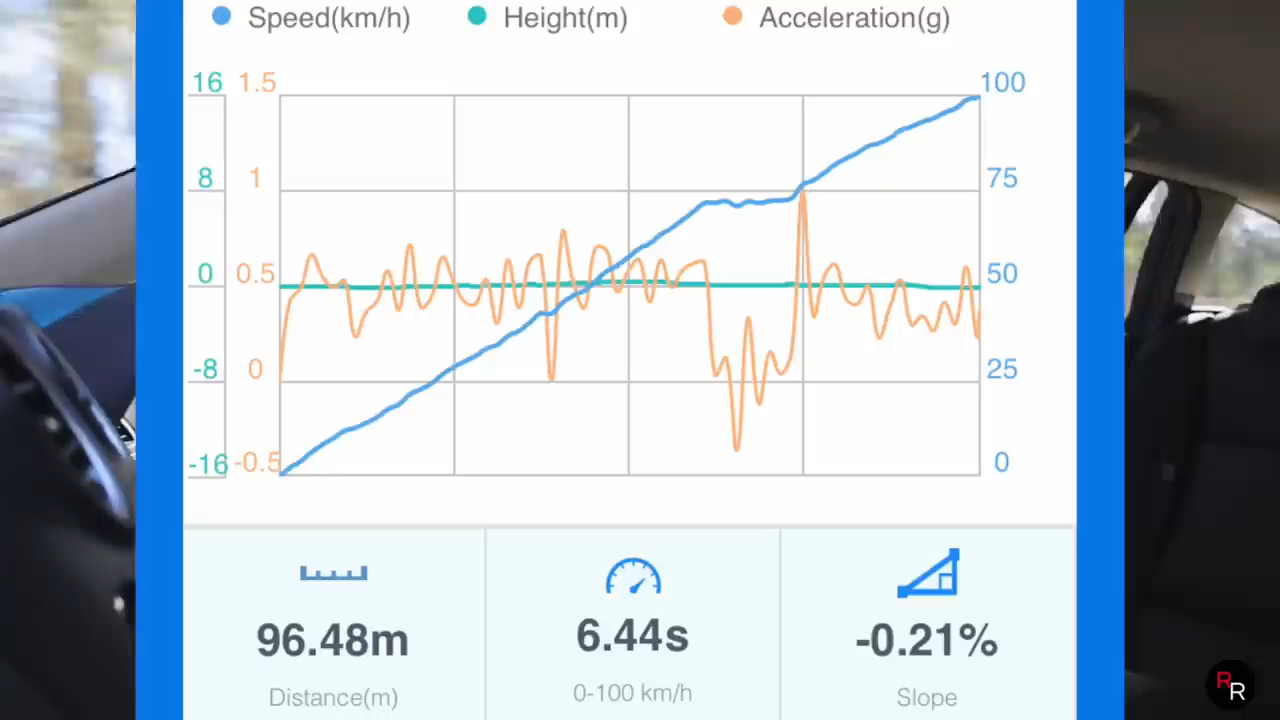 Speed(km/h) Height(m) Acceleration(g)
16 1.5 100
8 1 75
0 0.5 50
-8 0 25
-16 -0.5 0
96.48m 6.44s -0.21%
Distance(m) 0-100 km/h Slope
RR